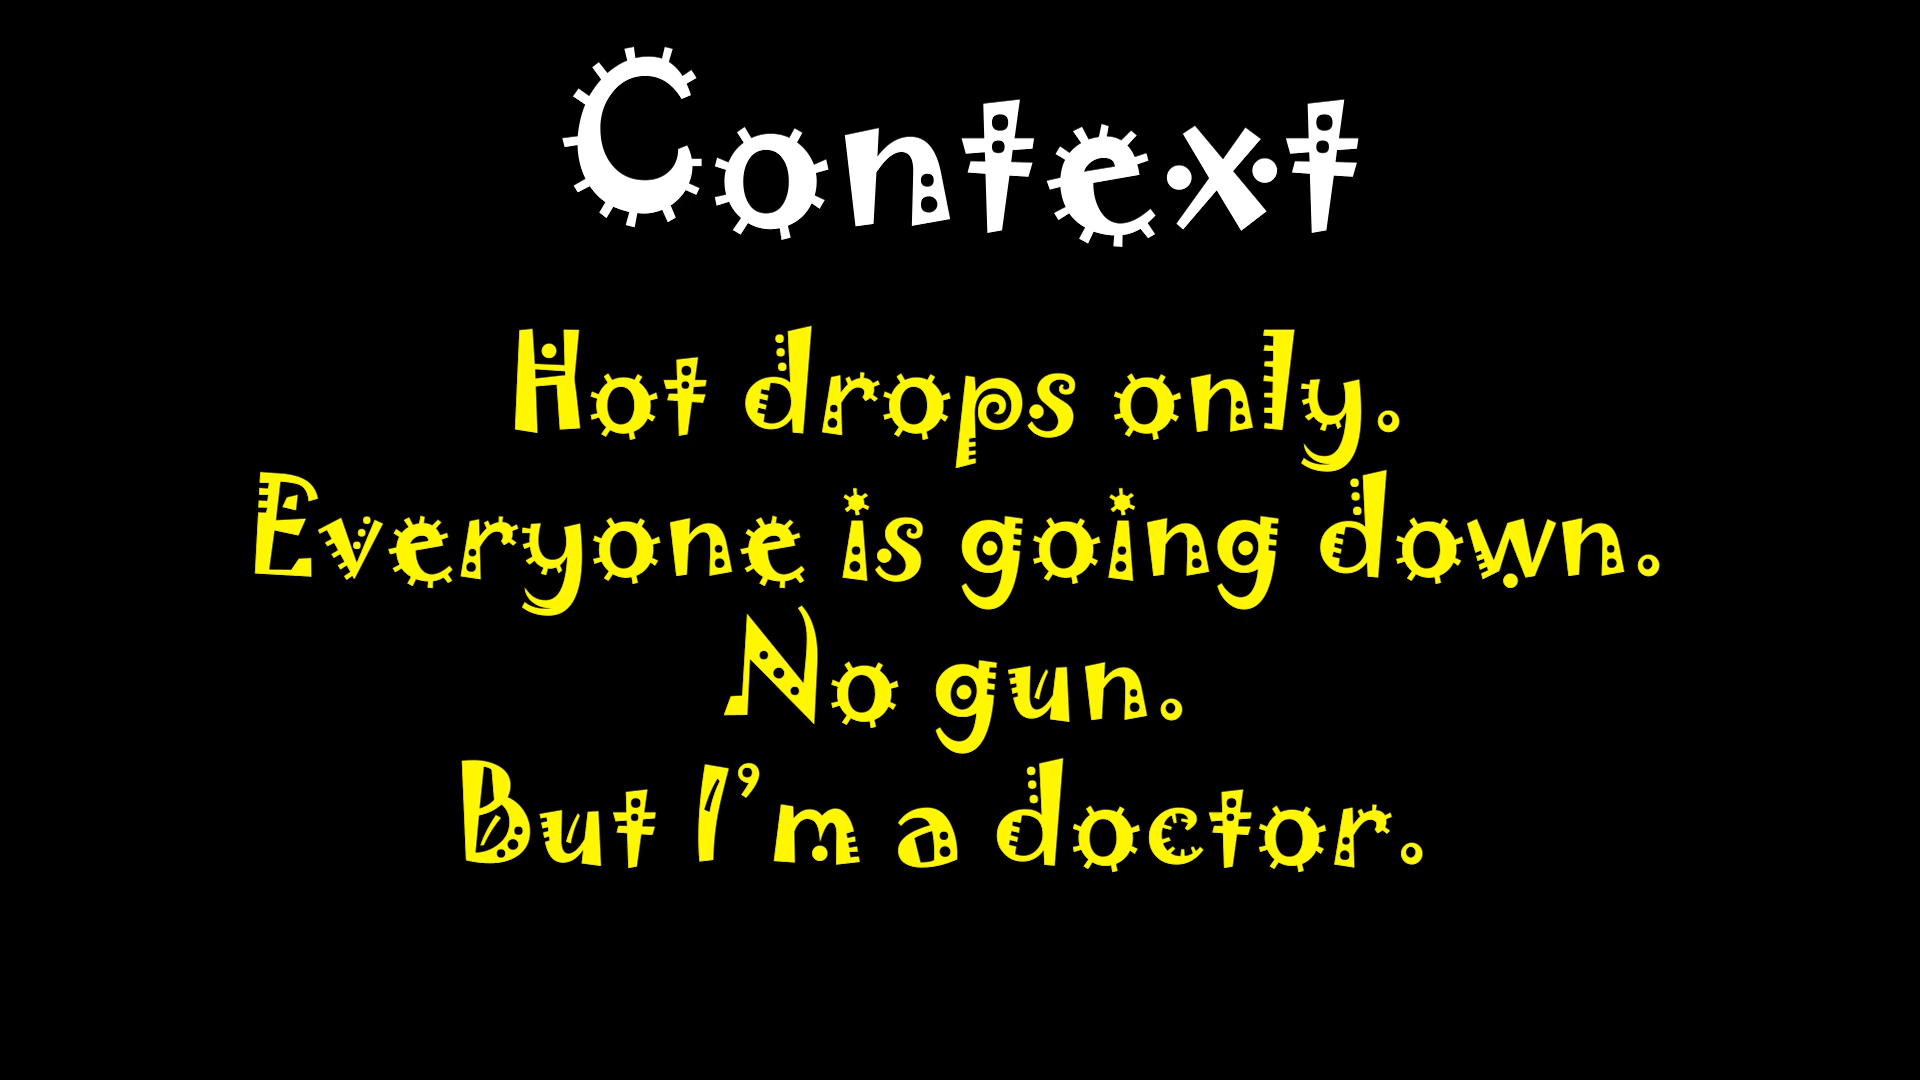 Context
Hot drops only.
Everyone is going down.
No gun.
But I'm a doctor.